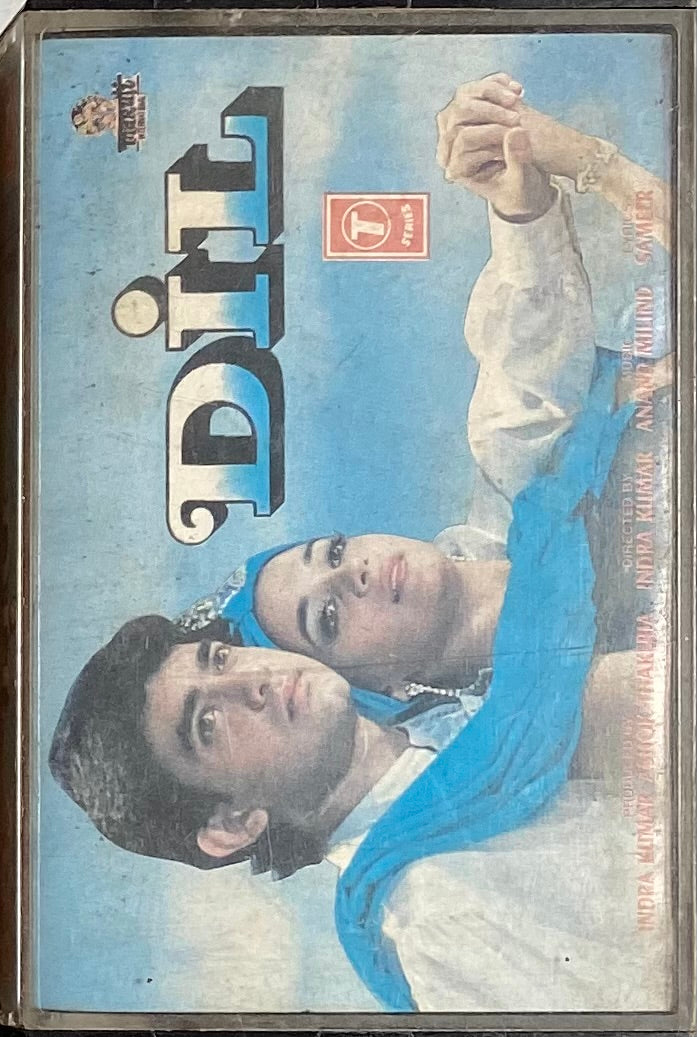 DiL
T
SERIES
PRODUCED BY
DIRECTED BY
MUSIC
LYRICS
INDRA KUMAR ASHOK THAKERIA INDRA KUMAR ANAND MILIND SAMEER